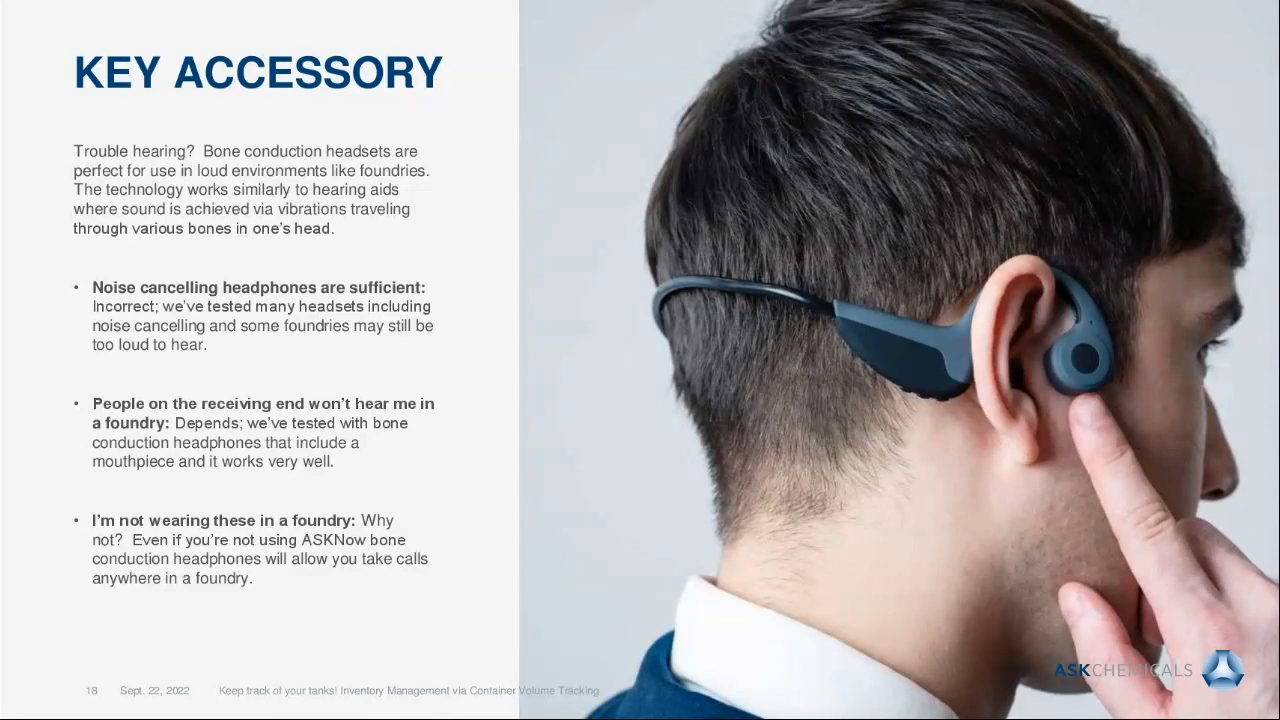 KEY ACCESSORY
Trouble hearing?  Bone conduction headsets are
perfect for use in loud environments like foundries.
The technology works similarly to hearing aids
where sound is achieved via vibrations traveling
through various bones in one's head.
• Noise cancelling headphones are sufficient:
Incorrect; we've tested many headsets including
noise cancelling and some foundries may still be
too loud to hear.
• People on the receiving end won't hear me in
a foundry: Depends; we've tested with bone
conduction headphones that include a
mouthpiece and it works very well.
• I'm not wearing these in a foundry: Why
not?  Even if you're not using ASKNow bone
conduction headphones will allow you take calls
anywhere in a foundry.
ASKCHEMICALS
18 Sept. 22, 2022 Keep track of your tanks! Inventory Management via Container Volume Tracking